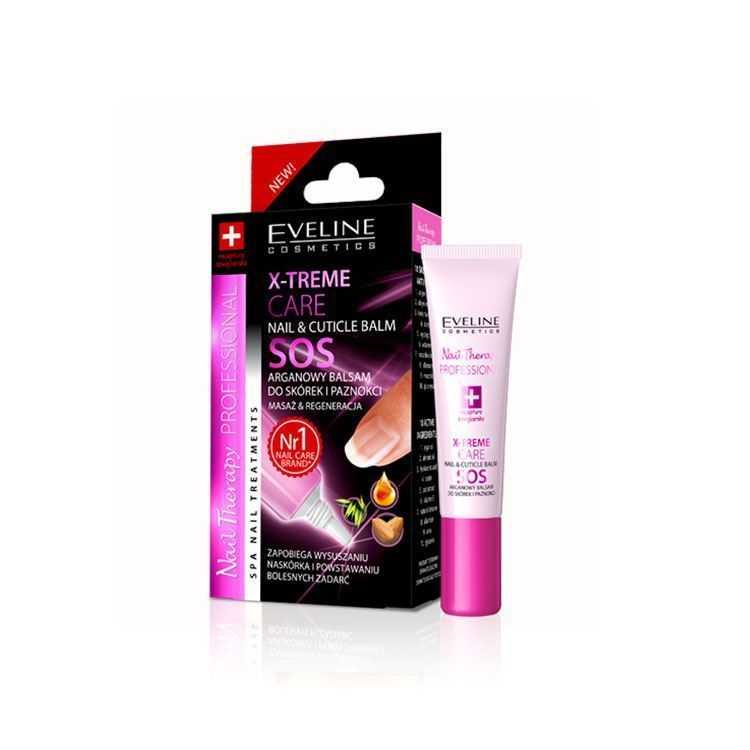 NEW!
EVELINE
COSMETICS
X-TREME
CARE
NAIL & CUTICLE BALM
SOS
ARGANOWY BALSAM
DO SKÓREK I PAZNOKCI
MASAŻ & REGENERACJA
Nr1
NAIL CARE
BRAND*
ZAPOBIEGA WYSUSZANIU
NASKÓRKA I POWSTAWANIU
BOLESNYCH ZADARĆ
Nail Therapy PROFESSIONAL
SPA NAIL TREATMENTS
EVELINE
COSMETICS
Nail Therapy
PROFESSIONAL
X-TREME
CARE
NAIL & CUTICLE BALM
SOS
ARGANOWY BALSAM
DO SKÓREK I PAZNOKCI